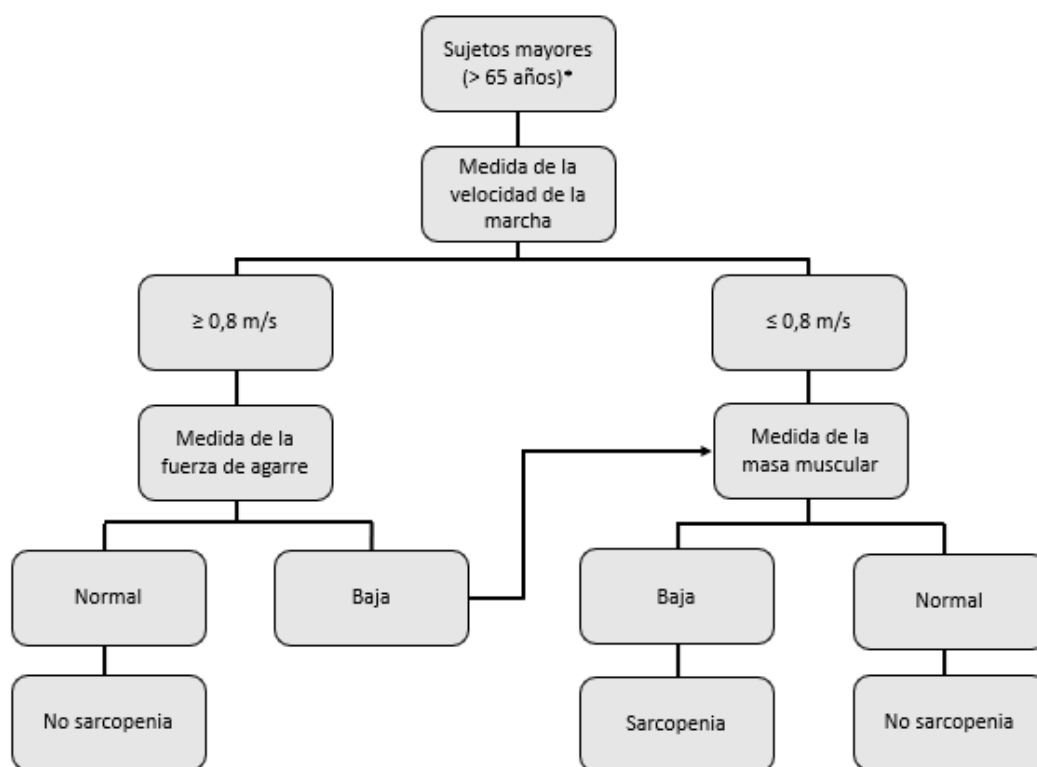 Sujetos mayores
(> 65 años)*
Medida de la
velocidad de la
marcha
≥ 0,8 m/s
≤ 0,8 m/s
Medida de la
fuerza de agarre
Medida de la
masa muscular
Normal
Baja
Baja
Normal
No sarcopenia
Sarcopenia
No sarcopenia